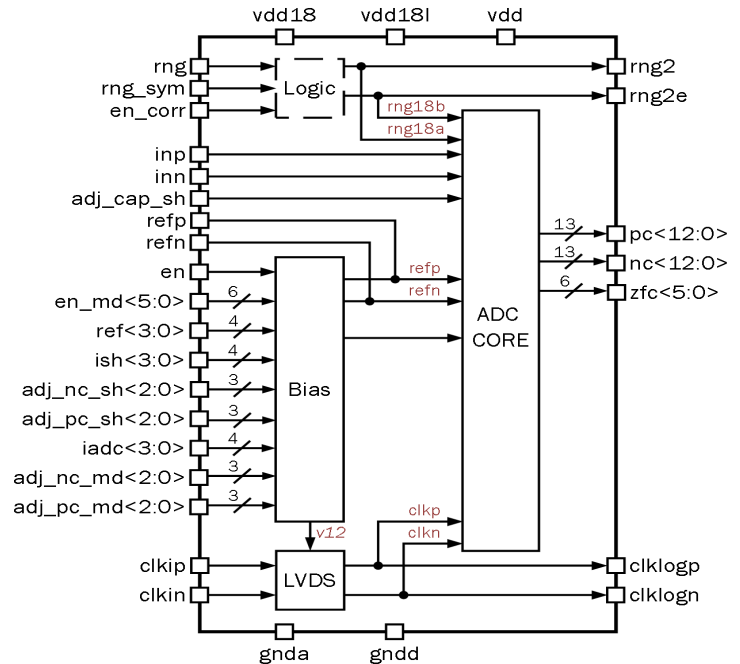 vdd18 vdd18l vdd
rng
rng_sym
en_corr
Logic
rng2
rng2e
rng18b
rng18a
inp
inn
adj_cap_sh
refp
refn
en
en_md<5:0>
6
ref<3:0>
4
ish<3:0>
4
adj_nc_sh<2:0>
3
adj_pc_sh<2:0>
3
iadc<3:0>
4
adj_nc_md<2:0>
3
adj_pc_md<2:0>
3
Bias
refp
refn
ADC
CORE
13
pc<12:0>
13
nc<12:0>
6
zfc<5:0>
clkp
clkn
v12
clkip
clkin
LVDS
clklogp
clklogn
gnda gndd